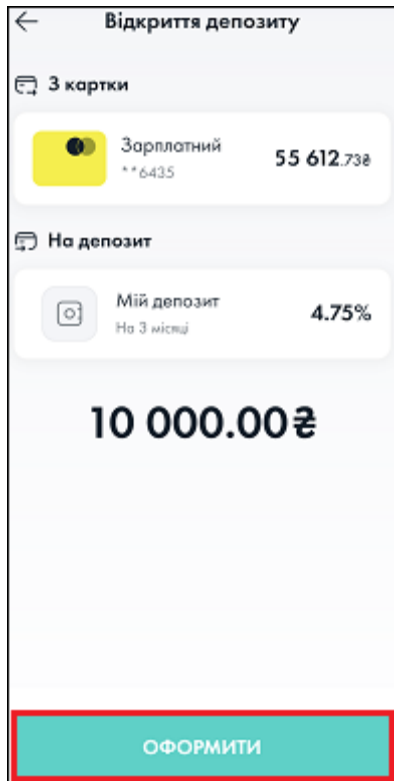 Відкриття депозиту
З картки
Зарплатний
**6435
55 612.73₴
На депозит
Мій депозит
На 3 місяці
4.75%
10 000.00₴
ОФОРМИТИ